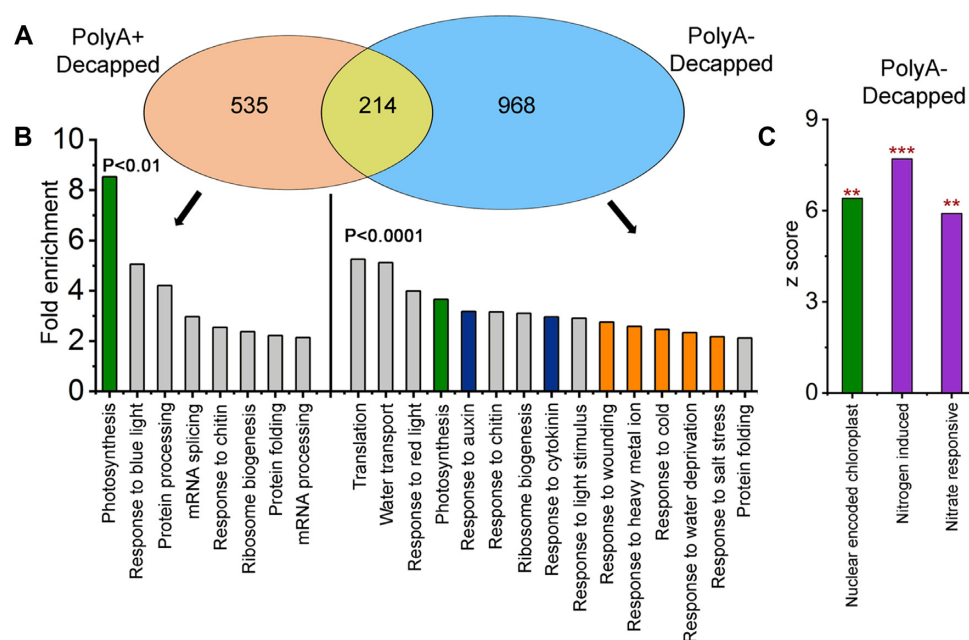 A
PolyA+
Decapped
PolyA-
Decapped
535
214
968
B
Fold enrichment
10
8
6
4
2
0
P<0.01
P<0.0001
Photosynthesis
Response to blue light
Protein processing
mRNA splicing
Response to chitin
Ribosome biogenesis
Protein folding
mRNA processing
Translation
Water transport
Response to red light
Photosynthesis
Response to auxin
Response to chitin
Ribosome biogenesis
Response to cytokinin
Response to light stimulus
Response to wounding
Response to heavy metal ion
Response to cold
Response to water deprivation
Response to salt stress
Protein folding
C
PolyA-
Decapped
z score
9
6
3
0
**
***
**
Nuclear encoded chloroplast
Nitrogen induced
Nitrate responsive